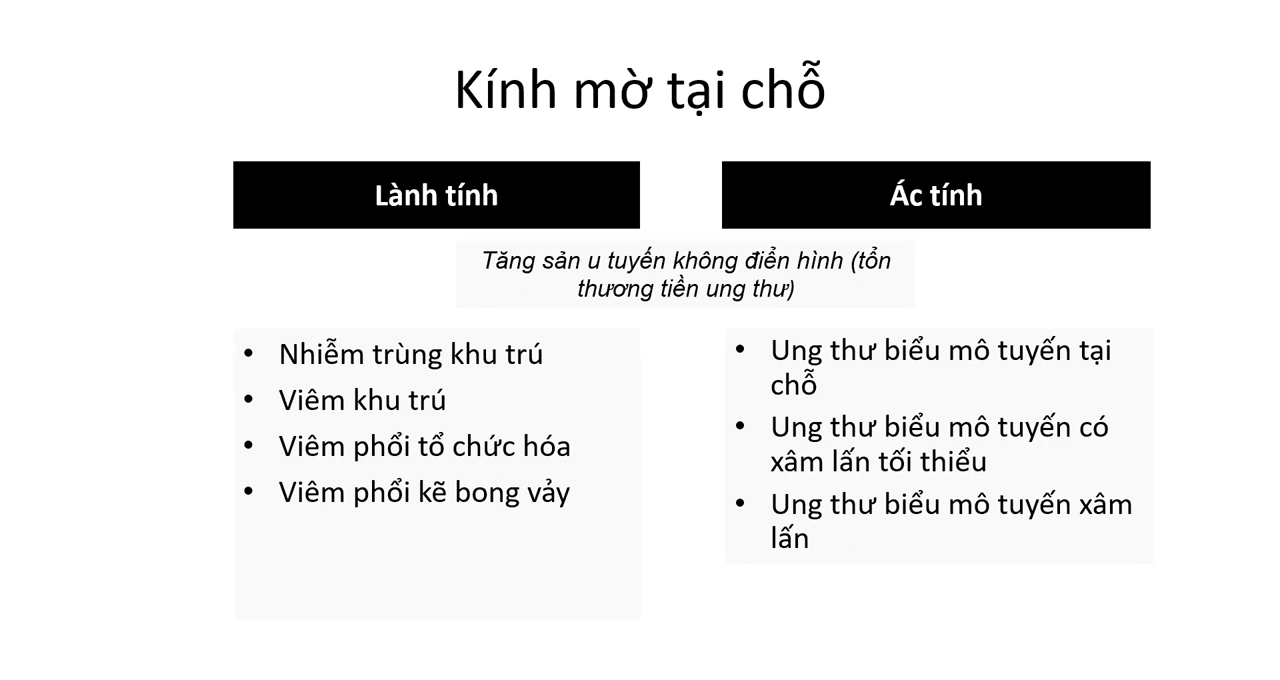 Kính mờ tại chỗ
Lành tính
Ác tính
Tăng sản u tuyến không điển hình (tổn
thương tiền ung thư)
• Nhiễm trùng khu trú
• Viêm khu trú
• Viêm phổi tổ chức hóa
• Viêm phổi kẽ bong vảy
• Ung thư biểu mô tuyến tại
chỗ
• Ung thư biểu mô tuyến có
xâm lấn tối thiểu
• Ung thư biểu mô tuyến xâm
lấn